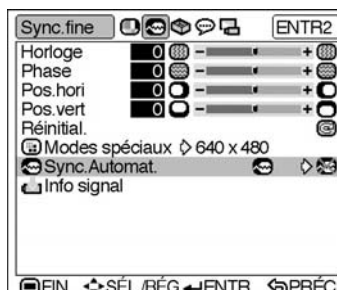 Sync.fine ENTR2
Horloge 0 - +
Phase 0 - +
Pos.hori 0 - +
Pos.vert 0 - +
Réinitial.
Modes spéciaux 640 x 480
Sync.Automat.
Info signal
FIN SÉL./RÉG ENTR. PRÉC